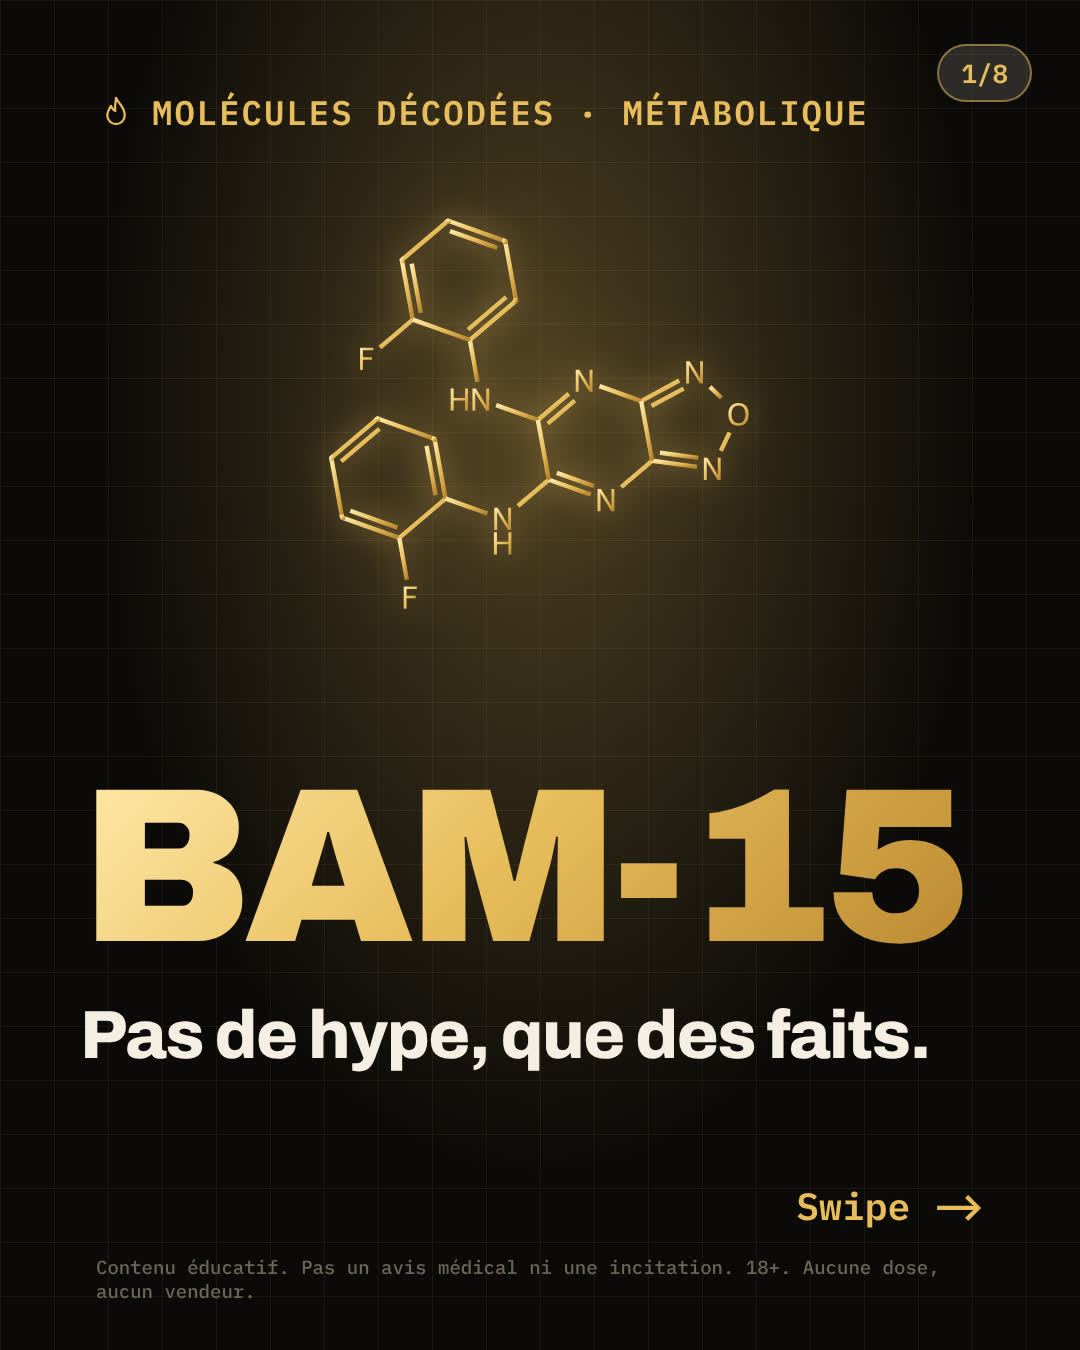 1/8
MOLÉCULES DÉCODÉES · MÉTABOLIQUE
F
HN
N
N
O
N
N
N
H
F
BAM-15
Pas de hype, que des faits.
Swipe →
Contenu éducatif. Pas un avis médical ni une incitation. 18+. Aucune dose,
aucun vendeur.